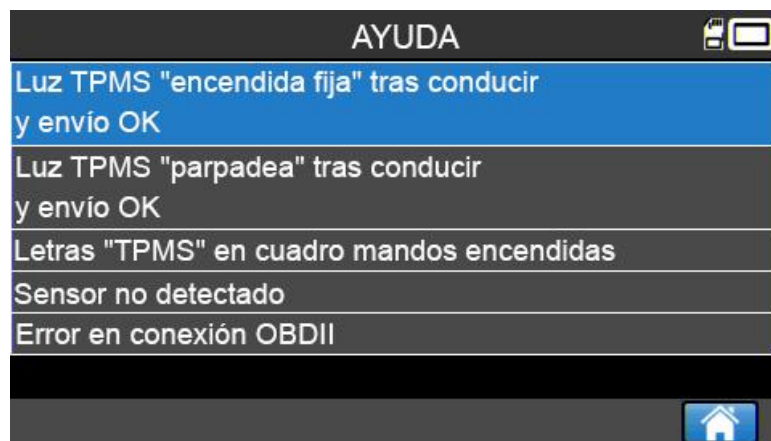 AYUDA
Luz TPMS "encendida fija" tras conducir
y envío OK
Luz TPMS "parpadea" tras conducir
y envío OK
Letras "TPMS" en cuadro mandos encendidas
Sensor no detectado
Error en conexión OBDII